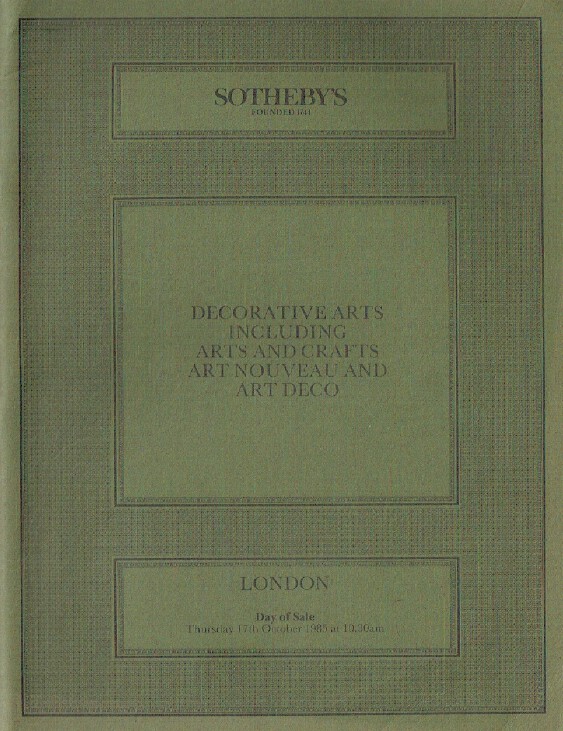 SOTHEBY'S
FOUNDED 1744
DECORATIVE ARTS
INCLUDING
ARTS AND CRAFTS
ART NOUVEAU AND
ART DECO
LONDON
Day of Sale
Thursday 17th October 1985 at 10.30am